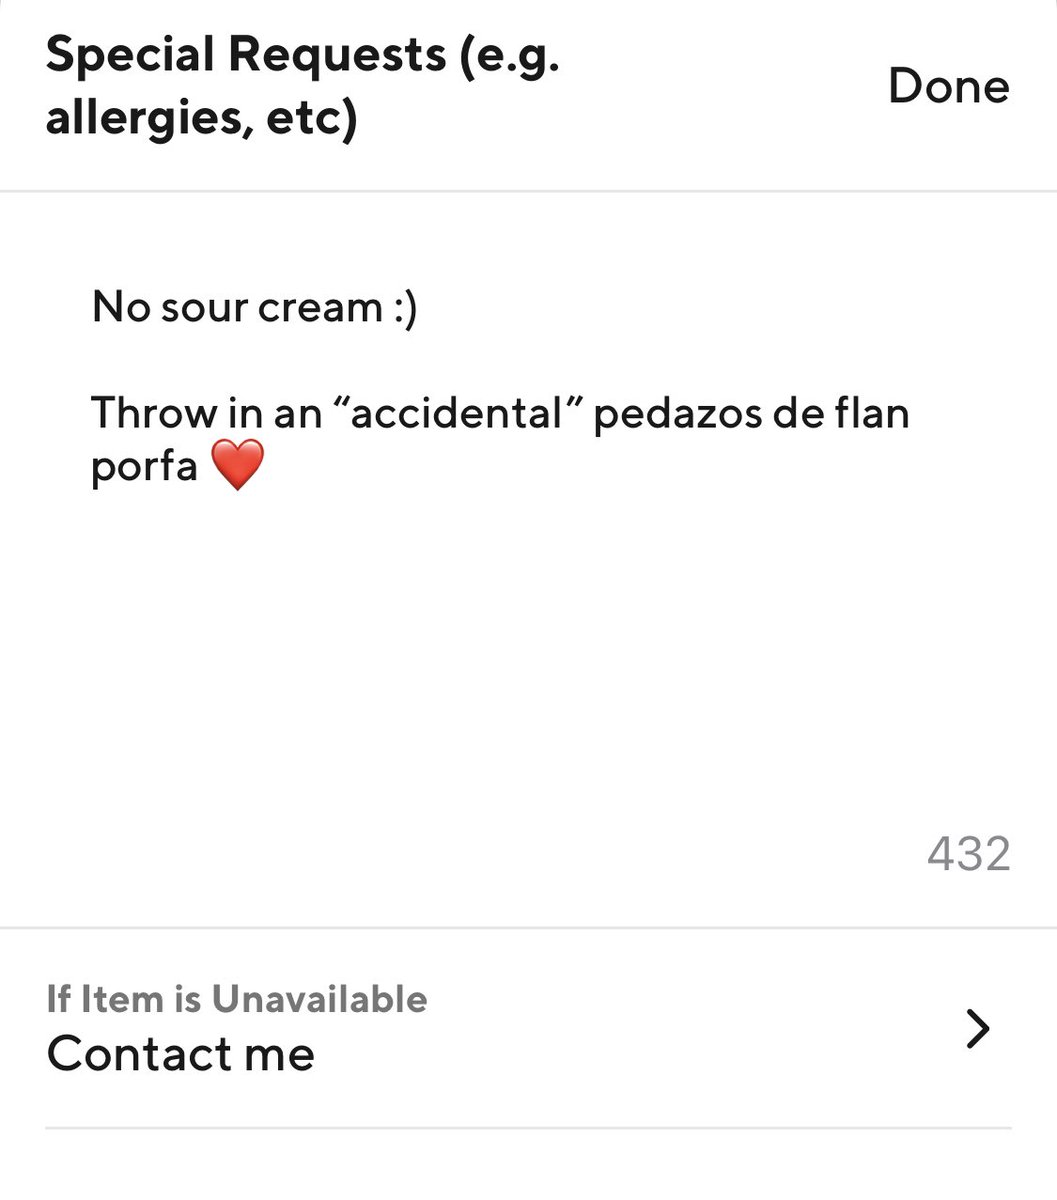 Special Requests (e.g.
allergies, etc)
Done
No sour cream :)
Throw in an “accidental” pedazos de flan
porfa ❤️
432
If Item is Unavailable
Contact me